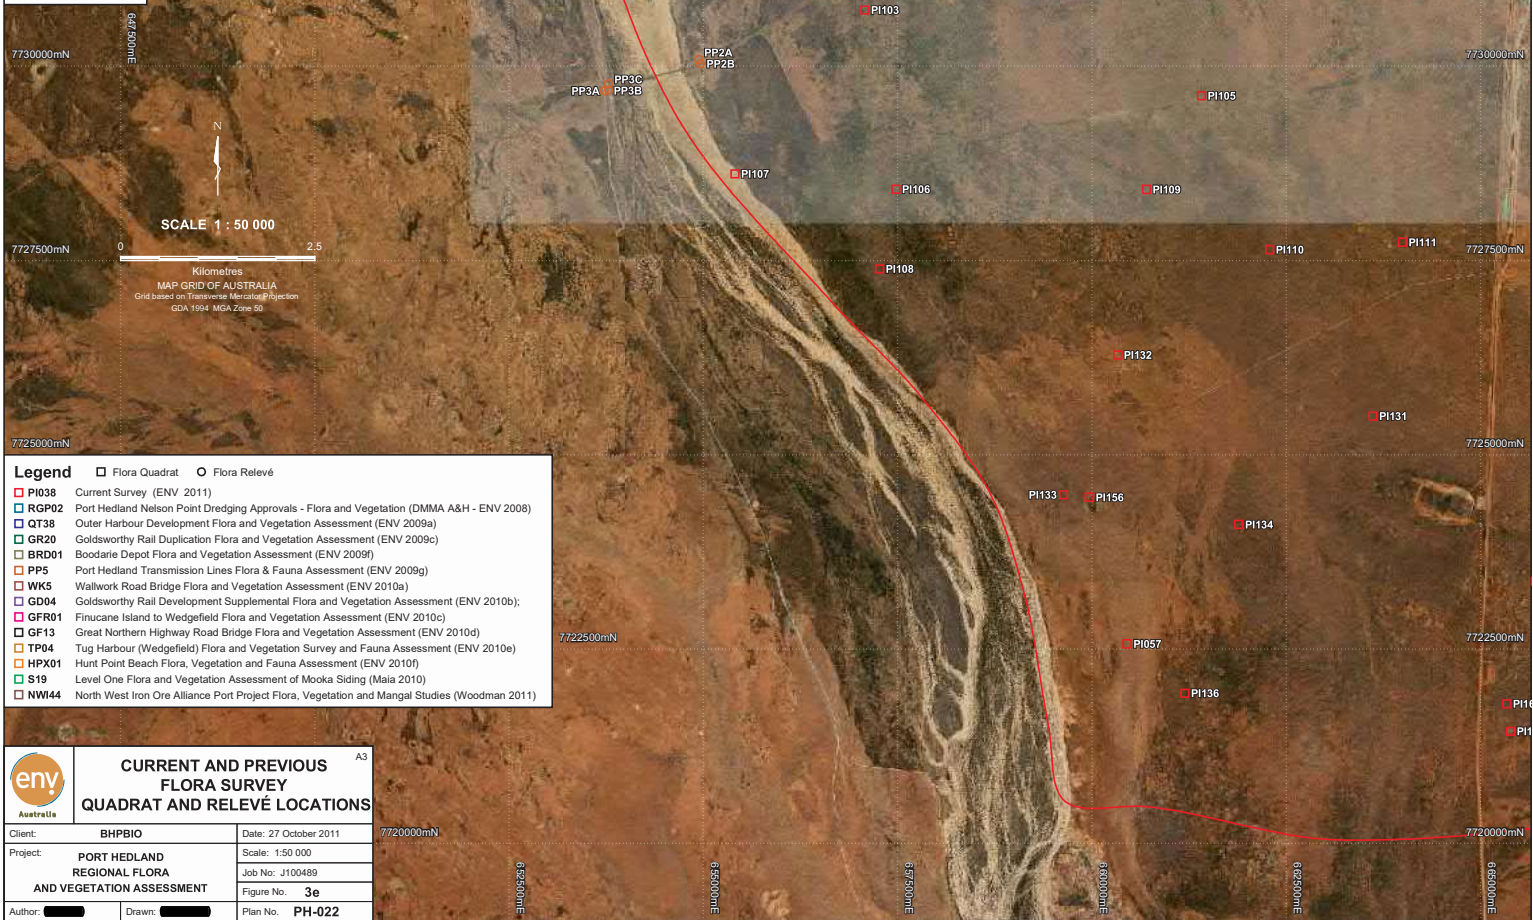 PI103
647500mE
7730000mN
7730000mN
PP2A
PP2B
PP3C
PP3A
PP3B
PI105
N
PI107
PI106
PI109
SCALE 1 : 50 000
0
2.5
7727500mN
7727500mN
PI110
PI111
Kilometres
MAP GRID OF AUSTRALIA
Grid based on Transverse Mercator Projection
GDA 1994 MGA Zone 50
PI108
PI132
PI131
7725000mN
7725000mN
Legend
Flora Quadrat
Flora Relevé
PI038 Current Survey (ENV 2011)
RGP02 Port Hedland Nelson Point Dredging Approvals - Flora and Vegetation (DMMA A&H - ENV 2008)
QT38 Outer Harbour Development Flora and Vegetation Assessment (ENV 2009a)
GR20 Goldsworthy Rail Duplication Flora and Vegetation Assessment (ENV 2009c)
BRD01 Boodarie Depot Flora and Vegetation Assessment (ENV 2009f)
PP5 Port Hedland Transmission Lines Flora & Fauna Assessment (ENV 2009g)
WK5 Wallwork Road Bridge Flora and Vegetation Assessment (ENV 2010a)
GD04 Goldsworthy Rail Development Supplemental Flora and Vegetation Assessment (ENV 2010b);
GFR01 Finucane Island to Wedgefield Flora and Vegetation Assessment (ENV 2010c)
GF13 Great Northern Highway Road Bridge Flora and Vegetation Assessment (ENV 2010d)
TP04 Tug Harbour (Wedgefield) Flora and Vegetation Survey and Fauna Assessment (ENV 2010e)
HPX01 Hunt Point Beach Flora, Vegetation and Fauna Assessment (ENV 2010f)
S19 Level One Flora and Vegetation Assessment of Mooka Siding (Maia 2010)
NWI44 North West Iron Ore Alliance Port Project Flora, Vegetation and Mangal Studies (Woodman 2011)
PI133
PI156
PI134
7722500mN
7722500mN
PI057
PI136
PI16
PI1
env
Australia
A3
CURRENT AND PREVIOUS
FLORA SURVEY
QUADRAT AND RELEVÉ LOCATIONS
Client: BHPBIO
Date: 27 October 2011
Project: PORT HEDLAND
REGIONAL FLORA
AND VEGETATION ASSESSMENT
Scale: 1:50 000
Job No: J100489
Figure No. 3e
Author:
Drawn:
Plan No. PH-022
7720000mN
7720000mN
652500mE
655000mE
657500mE
660000mE
662500mE
665000mE